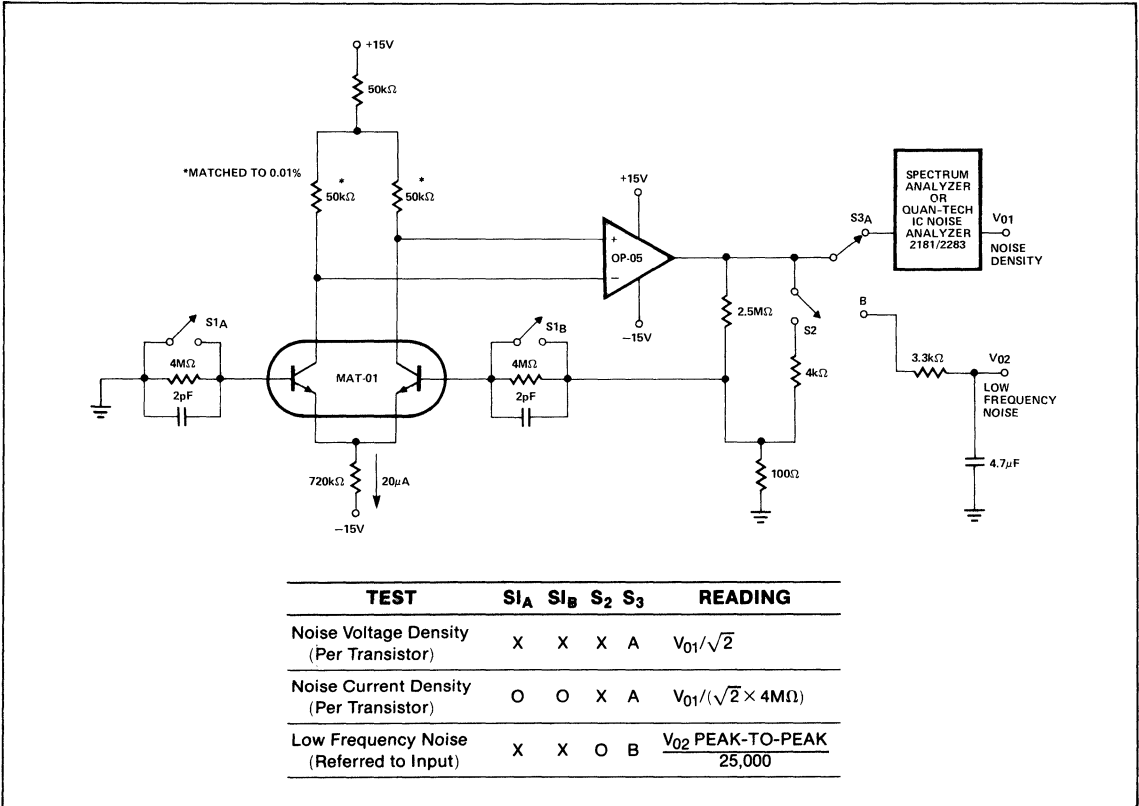 +15V
50kΩ
*MATCHED TO 0.01%
*
50kΩ
*
50kΩ
+15V
+
OP-05
−
−15V
S3A
SPECTRUM
ANALYZER
OR
QUAN-TECH
IC NOISE
ANALYZER
2181/2283
V01
NOISE
DENSITY
S1A
4MΩ
2pF
MAT-01
S1B
4MΩ
2pF
2.5MΩ
S2
4kΩ
B
3.3kΩ
V02
LOW
FREQUENCY
NOISE
100Ω
4.7µF
720kΩ
20µA
−15V
TEST SIA SIB S2 S3 READING
Noise Voltage Density
(Per Transistor)
X X X A V01/√2
Noise Current Density
(Per Transistor)
O O X A V01/(√2 × 4MΩ)
Low Frequency Noise
(Referred to Input)
X X O B V02 PEAK-TO-PEAK
25,000